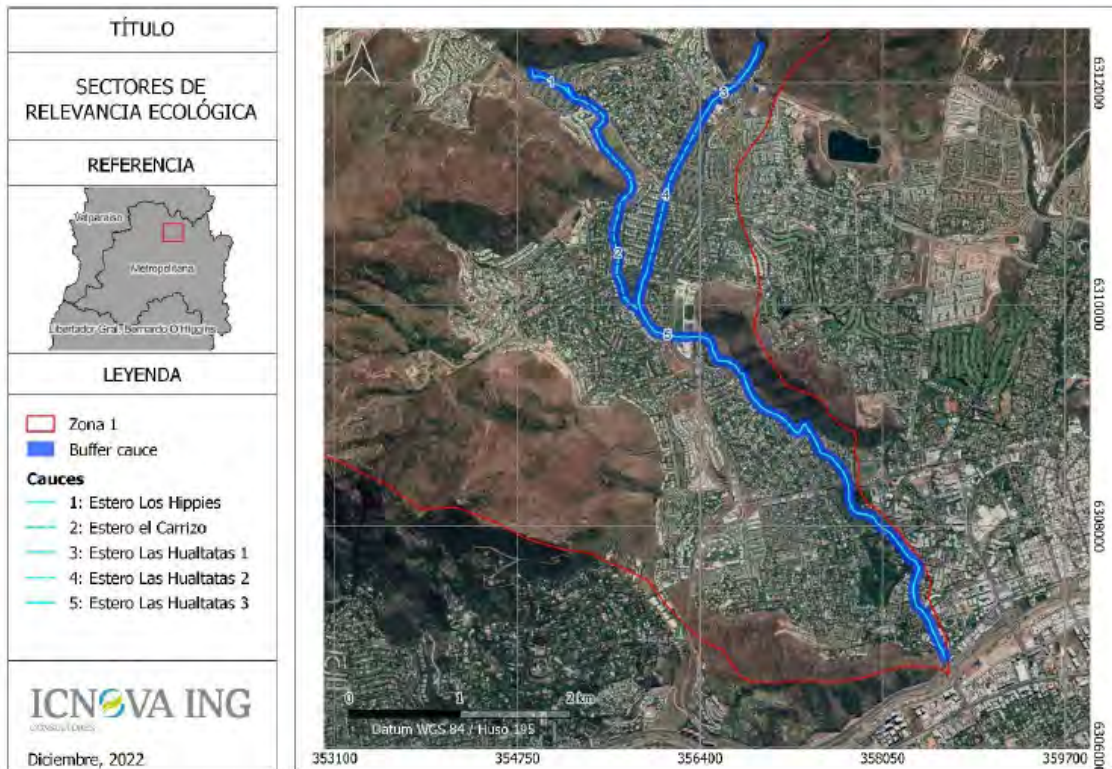 TÍTULO
SECTORES DE
RELEVANCIA ECOLÓGICA
REFERENCIA
Valparaíso
Metropolitana
Libertador Gral. Bernardo O'Higgins
LEYENDA
Zona 1
Buffer cauce
Cauces
1: Estero Los Hippies
2: Estero el Carrizo
3: Estero Las Hualtatas 1
4: Estero Las Hualtatas 2
5: Estero Las Hualtatas 3
ICNOVA ING
CONSULTORES
Diciembre, 2022
1
3
4
2
5
0 1 2 km
Datum WGS 84 / Huso 19S
353100 354750 356400 358050 359700
6312000
6310000
6308000
6306000